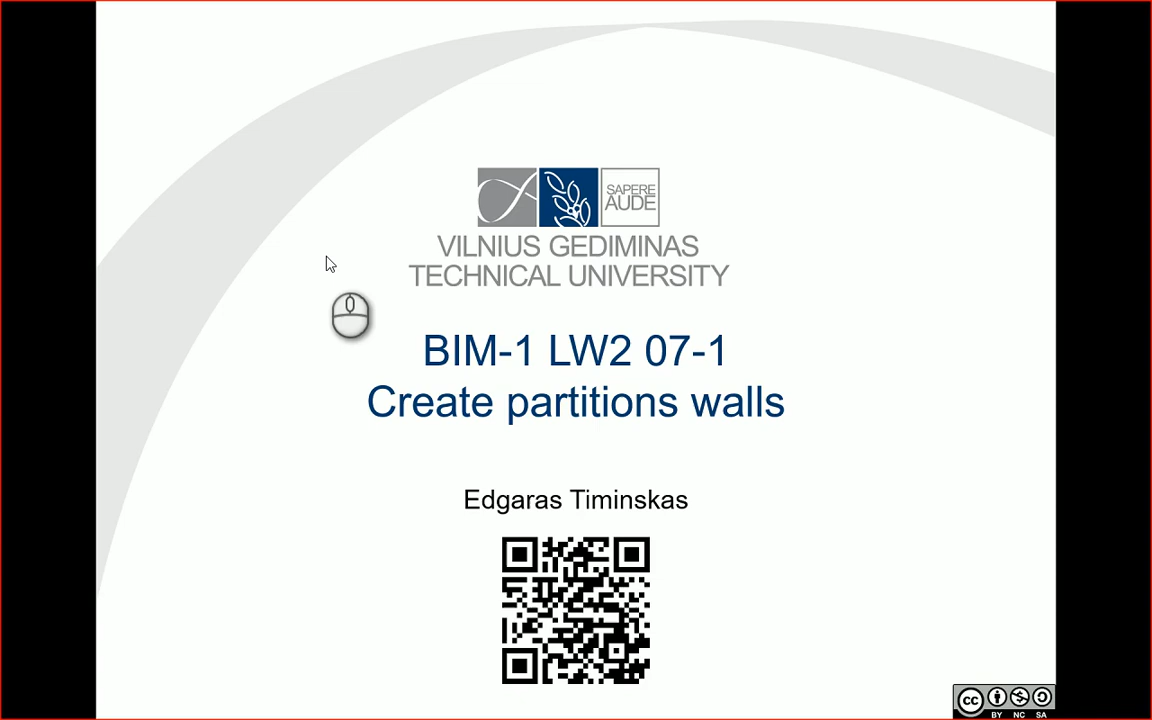 SAPERE
AUDE
VILNIUS GEDIMINAS
TECHNICAL UNIVERSITY
BIM-1 LW2 07-1
Create partitions walls
Edgaras Timinskas
cc
BY NC SA